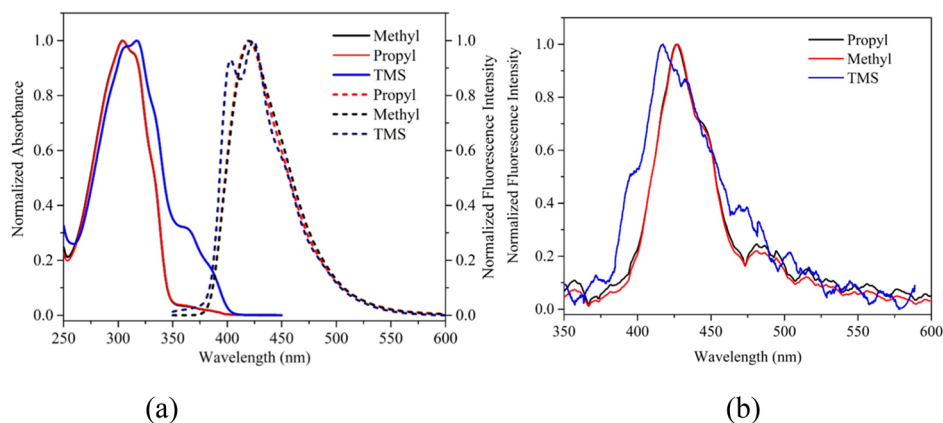 Normalized Absorbance
1.0
0.8
0.6
0.4
0.2
0.0
Methyl
Propyl
TMS
Propyl
Methyl
TMS
1.0
0.8
0.6
0.4
0.2
0.0
Normalized Fluorescence Intensity
250 300 350 400 450 500 550 600
Wavelength (nm)
(a)
Normalized Fluorescence Intensity
1.0
0.8
0.6
0.4
0.2
0.0
Propyl
Methyl
TMS
350 400 450 500 550 600
Wavelength (nm)
(b)